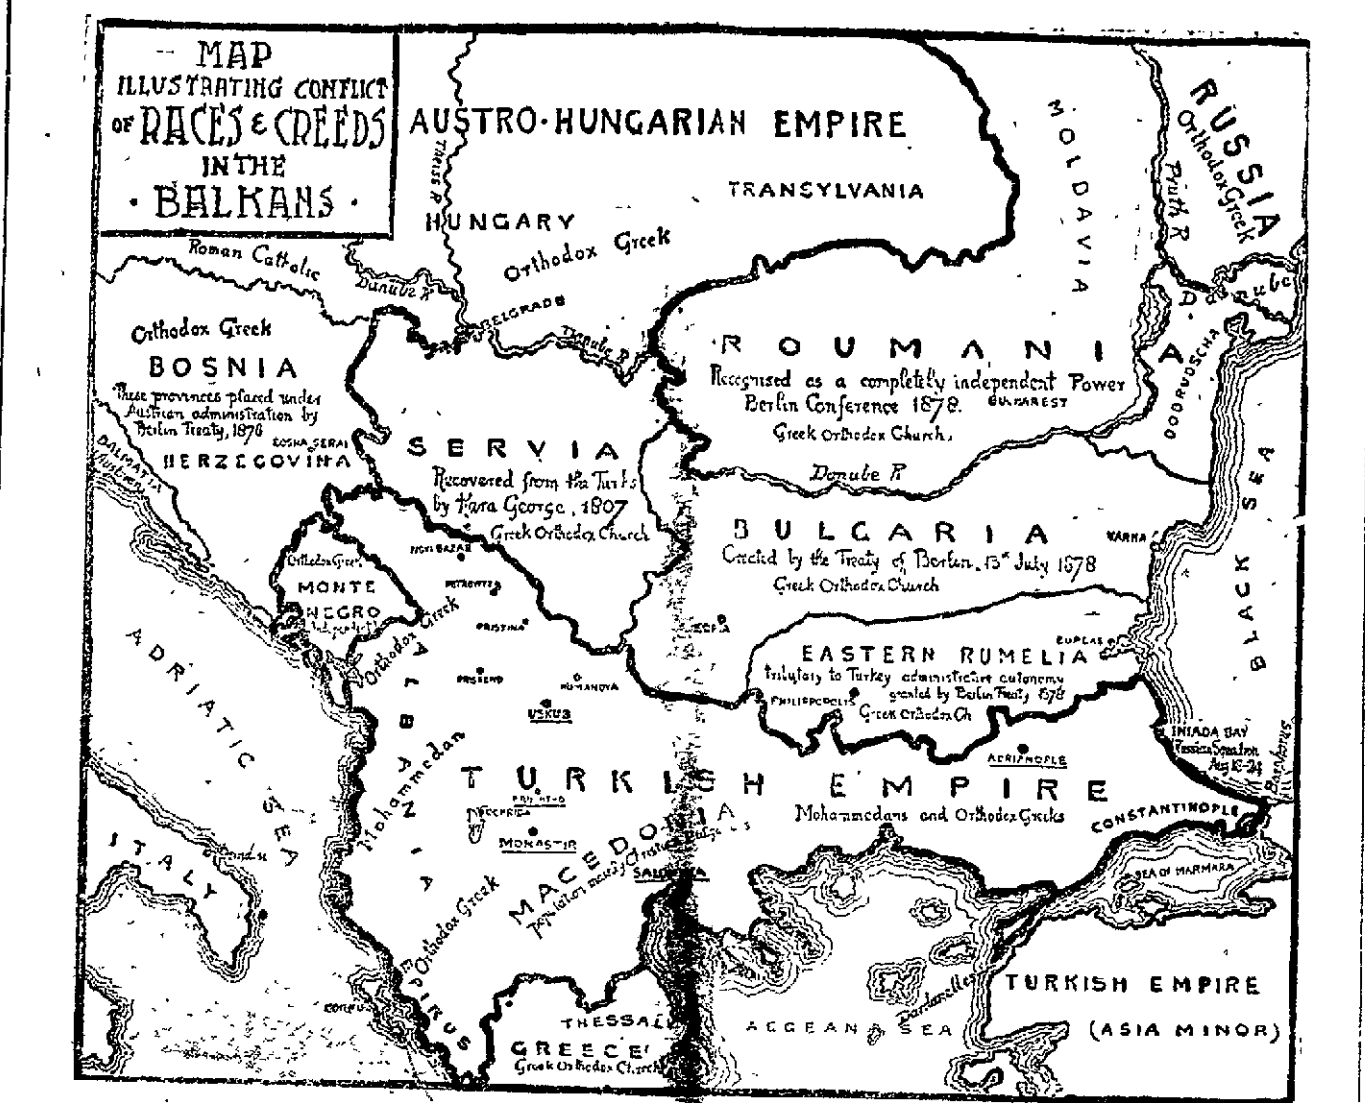 MAP
ILLUSTRATING CONFLICT
OF RACES & CREEDS
IN THE
· BALKANS ·
AUSTRO·HUNGARIAN EMPIRE
TRANSYLVANIA
HUNGARY
Orthodox Greek
THEISS R
MOLDAVIA
Pruth R
RUSSIA
Orthodox Greek
Roman Catholic
Danube R
BELGRADE
Danube R
Danube
Orthodox Greek
BOSNIA
These provinces placed under
Austrian administration by
Berlin Treaty, 1878
BOSNA SERAI
HERZEGOVINA
DALMATIA
(Austrian)
ROUMANIA
Recognised as a completely independent Power
Berlin Conference 1878.
BUKAREST
Greek Orthodox Church.
DOBRUDSCHA
SERVIA
Recovered from the Turks
by Kara George, 1807
Greek Orthodox Church
Danube R
BULGARIA
Created by the Treaty of Berlin, 13th July 1878
Greek Orthodox Church
VARNA
BLACK SEA
Orthodox Greek
MONTE
NEGRO
Independent
NOVI BAZAR
MITROVITZA
PRISTINA
PRISREND
KUMANOVA
USKUB
SOFIA
Orthodox Greek
ALBANIA
Mohammedan
EASTERN RUMELIA
tributary to Turkey administrative autonomy
granted by Berlin Treaty 1878
PHILIPPOPOLIS
Greek Orthodox Ch
BURGAS
INIADA BAY
Russian Squadron
Aug 18-24
Bosphorus
ADRIANOPLE
ADRIATIC SEA
TURKISH EMPIRE
Mohammedans and Orthodox Greeks
CONSTANTINOPLE
OCHRIDA
MONASTIR
MACEDONIA
Population mostly Christian
SALONIKA
SEA OF MARMARA
ITALY
Brindisi
Orthodox Greek
EPIRUS
CORFU
THESSALY
GREECE
Greek Orthodox Church
AEGEAN SEA
Dardanelles
TURKISH EMPIRE
(ASIA MINOR)